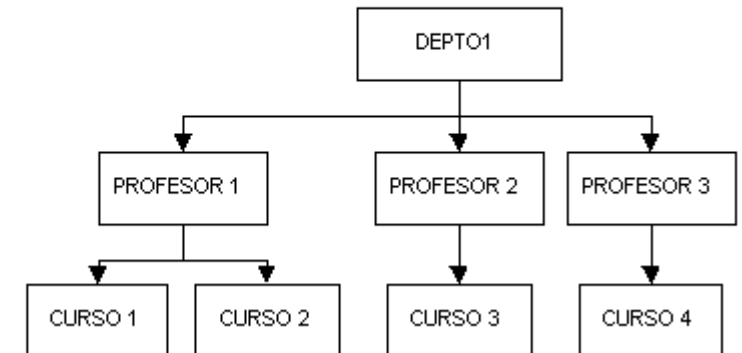 DEPTO1
PROFESOR 1
PROFESOR 2
PROFESOR 3
CURSO 1
CURSO 2
CURSO 3
CURSO 4